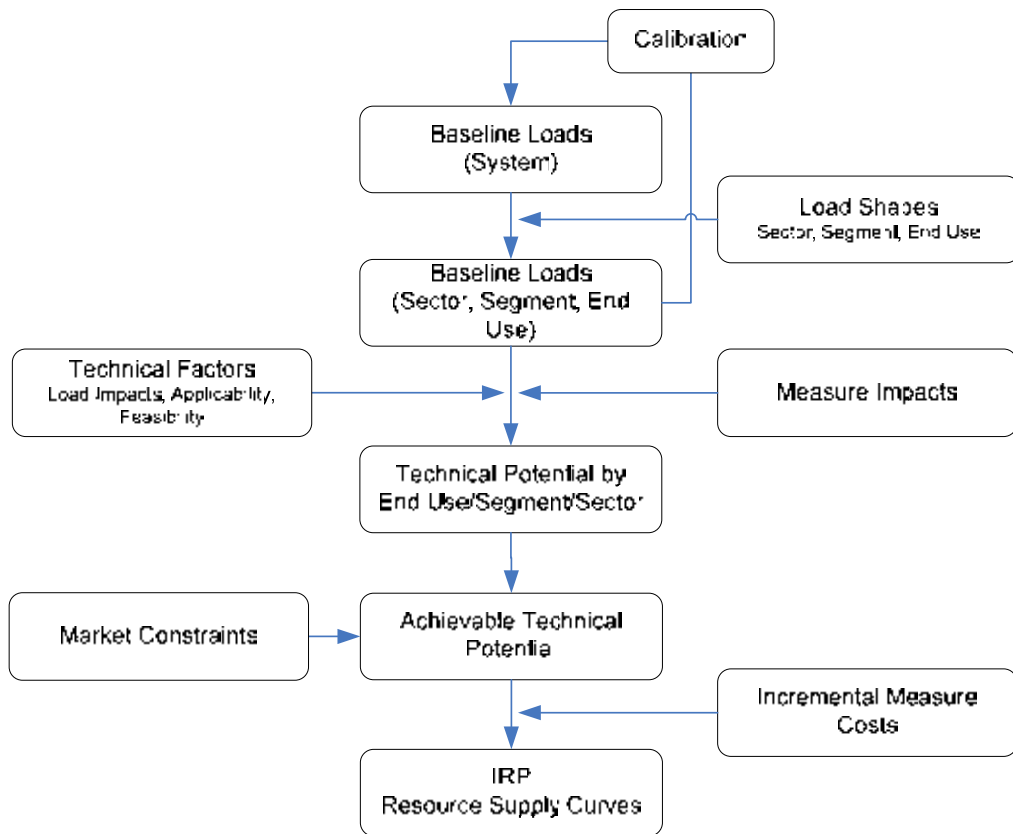 Calibration
Baseline Loads
(System)
Load Shapes
Sector, Segment, End Use
Baseline Loads
(Sector, Segment, End
Use)
Technical Factors
Load Impacts, Applicability,
Feasibility
Measure Impacts
Technical Potential by
End Use/Segment/Sector
Market Constraints
Achievable Technical
Potentia
Incremental Measure
Costs
IRP
Resource Supply Curves